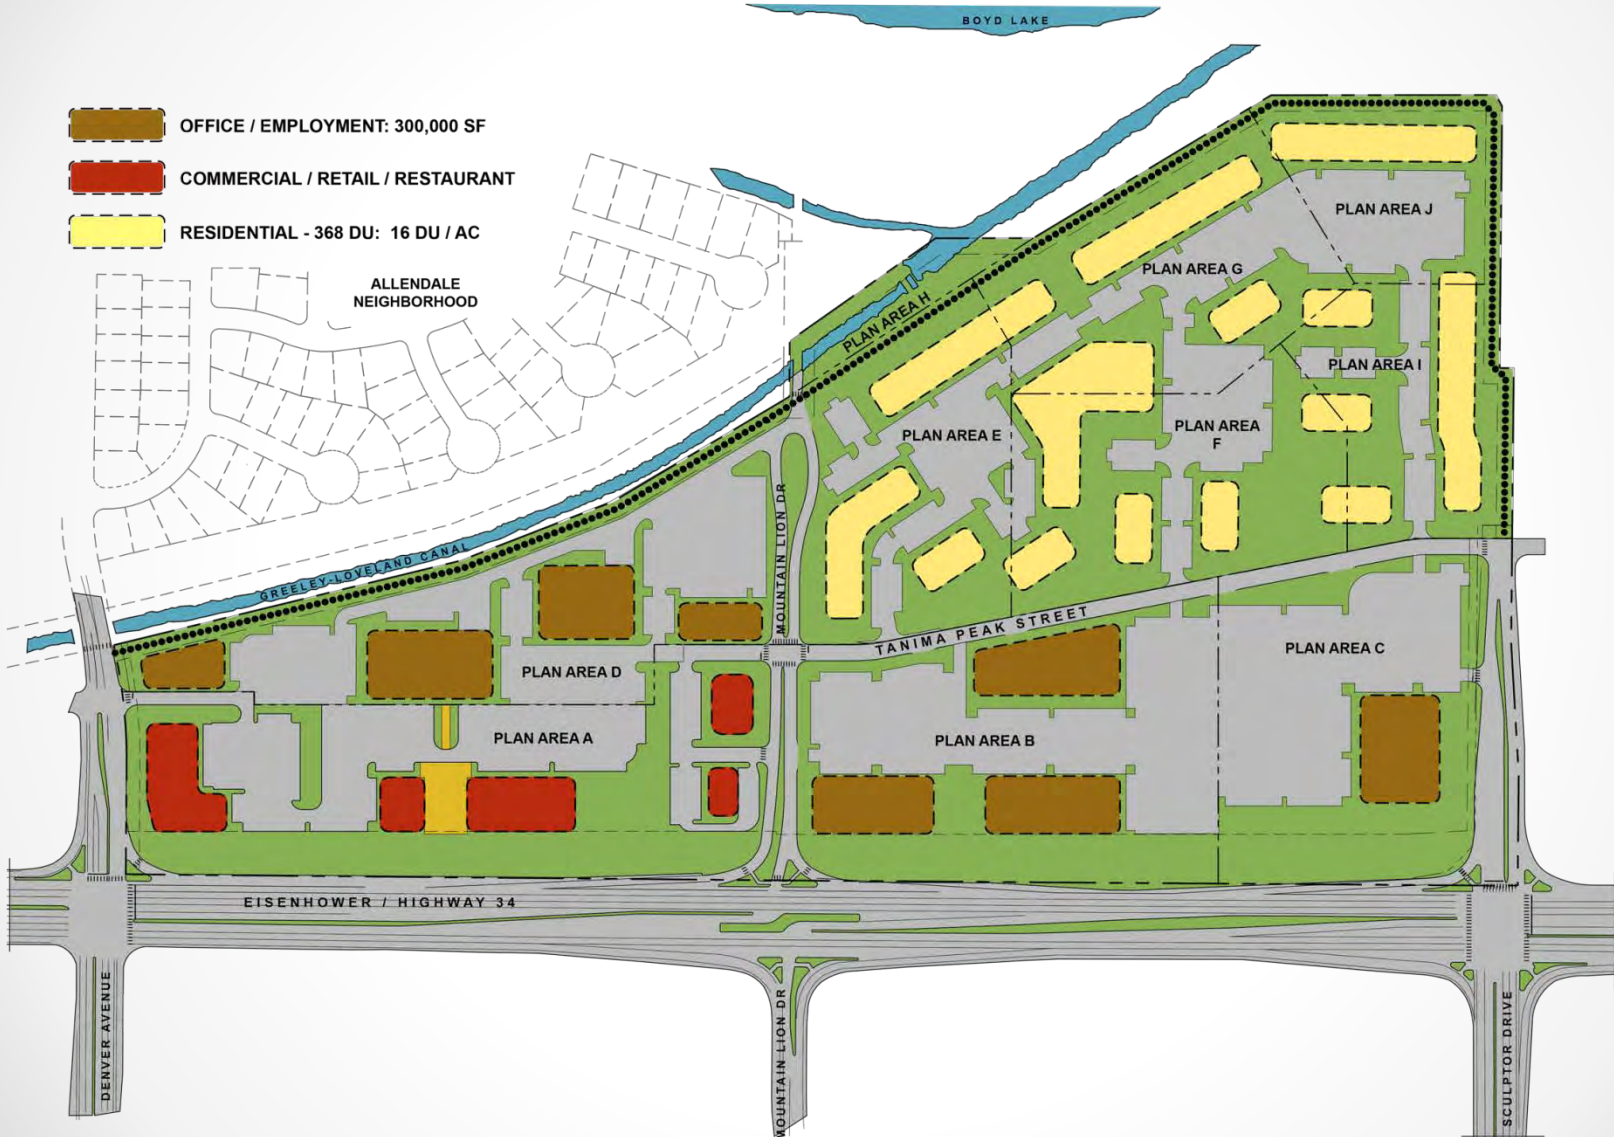 BOYD LAKE
OFFICE / EMPLOYMENT: 300,000 SF
COMMERCIAL / RETAIL / RESTAURANT
RESIDENTIAL - 368 DU: 16 DU / AC
ALLENDALE
NEIGHBORHOOD
PLAN AREA J
PLAN AREA G
PLAN AREA H
PLAN AREA I
PLAN AREA E
PLAN AREA
F
MOUNTAIN LION DR
GREELEY-LOVELAND CANAL
TANIMA PEAK STREET
PLAN AREA C
PLAN AREA D
PLAN AREA A
PLAN AREA B
EISENHOWER / HIGHWAY 34
DENVER AVENUE
MOUNTAIN LION DR
SCULPTOR DRIVE